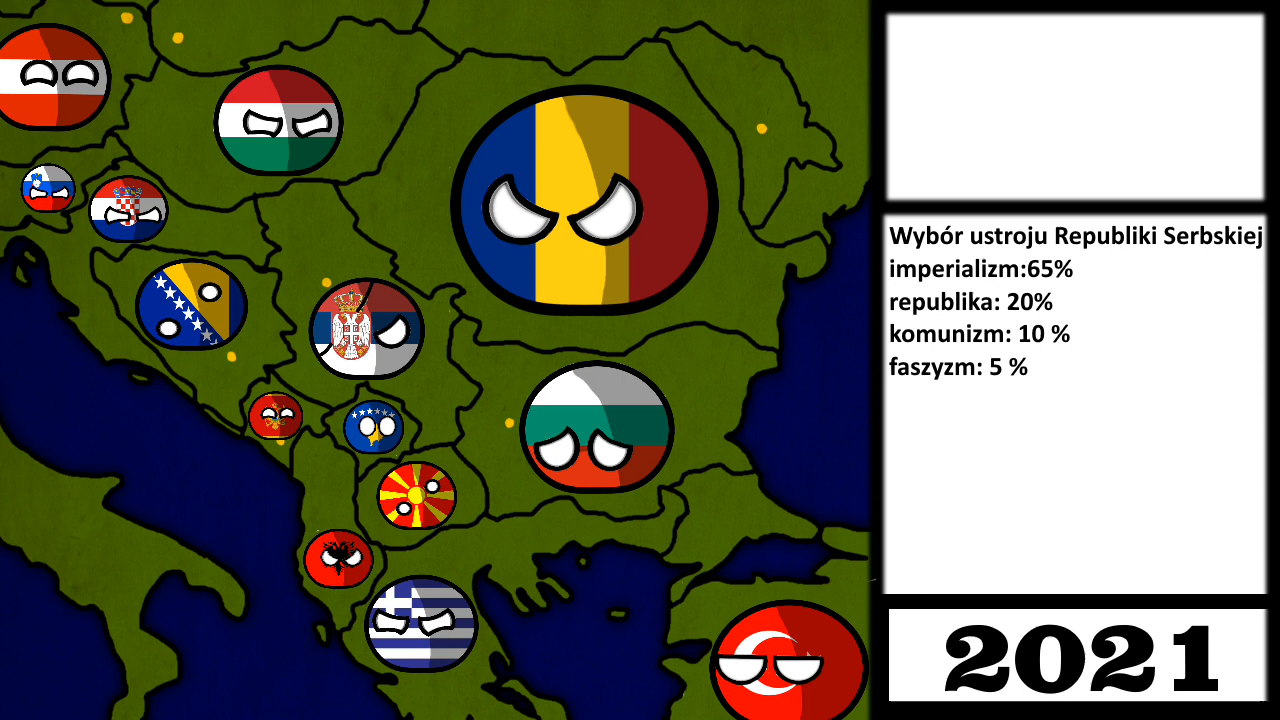 Wybór ustroju Republiki Serbskiej
imperializm:65%
republika: 20%
komunizm: 10 %
faszyzm: 5 %
2021